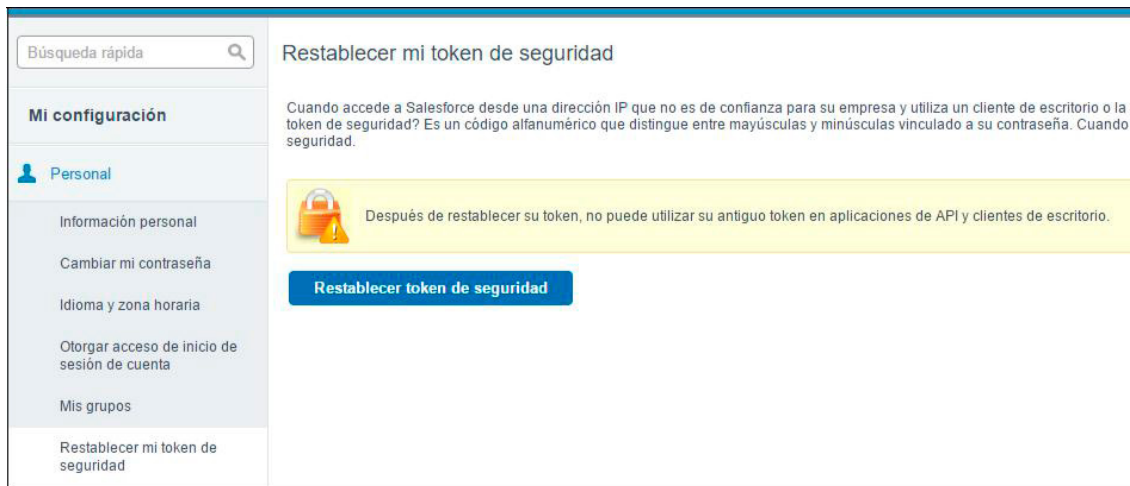 Búsqueda rápida
Mi configuración
Personal
Información personal
Cambiar mi contraseña
Idioma y zona horaria
Otorgar acceso de inicio de
sesión de cuenta
Mis grupos
Restablecer mi token de
seguridad
Restablecer mi token de seguridad
Cuando accede a Salesforce desde una dirección IP que no es de confianza para su empresa y utiliza un cliente de escritorio o la
token de seguridad? Es un código alfanumérico que distingue entre mayúsculas y minúsculas vinculado a su contraseña. Cuando
seguridad.
Después de restablecer su token, no puede utilizar su antiguo token en aplicaciones de API y clientes de escritorio.
Restablecer token de seguridad